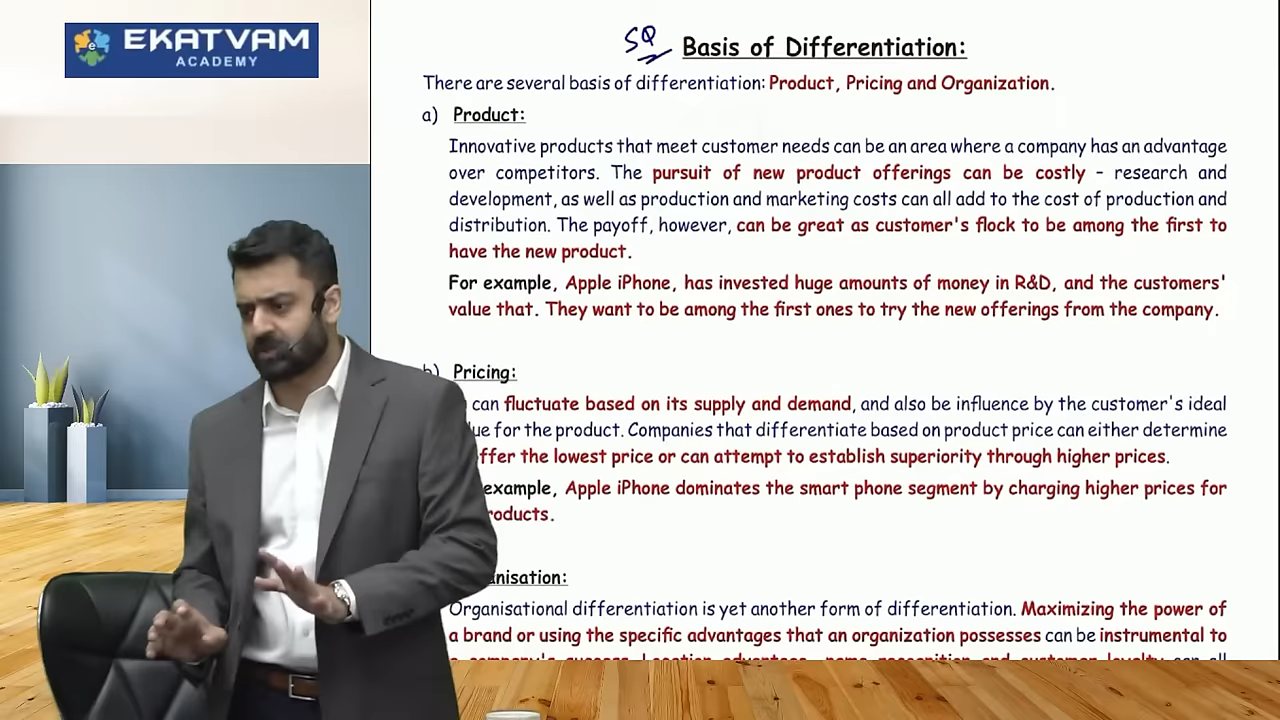 EKATVAM
ACADEMY
SQ
Basis of Differentiation:
There are several basis of differentiation: Product, Pricing and Organization.
a) Product:
Innovative products that meet customer needs can be an area where a company has an advantage
over competitors. The pursuit of new product offerings can be costly – research and
development, as well as production and marketing costs can all add to the cost of production and
distribution. The payoff, however, can be great as customer's flock to be among the first to
have the new product.
For example, Apple iPhone, has invested huge amounts of money in R&D, and the customers'
value that. They want to be among the first ones to try the new offerings from the company.
Pricing:
can fluctuate based on its supply and demand, and also be influence by the customer's ideal
for the product. Companies that differentiate based on product price can either determine
the lowest price or can attempt to establish superiority through higher prices.
example, Apple iPhone dominates the smart phone segment by charging higher prices for
Organisational differentiation is yet another form of differentiation. Maximizing the power of
a brand or using the specific advantages that an organization possesses can be instrumental to